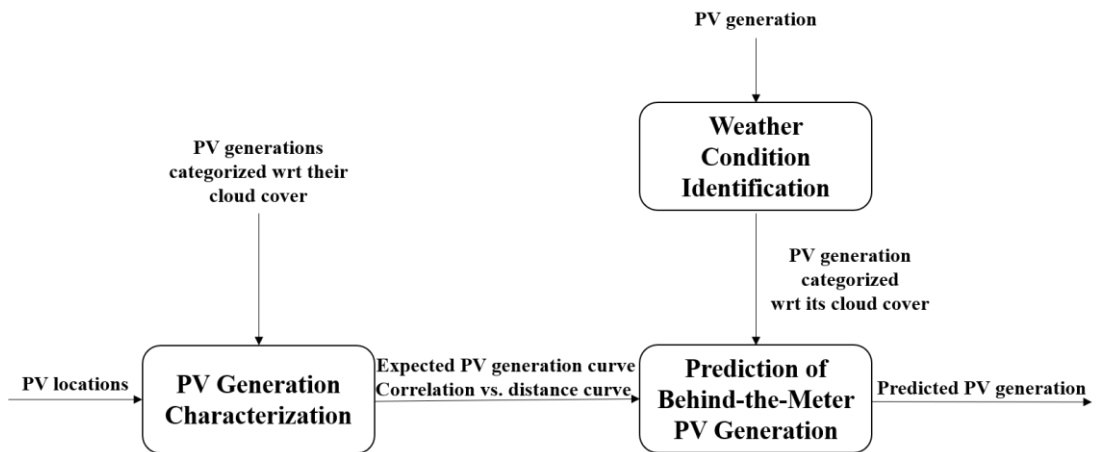 PV generation
Weather
Condition
Identification
PV generations
categorized wrt their
cloud cover
PV generation
categorized
wrt its cloud cover
PV locations
PV Generation
Characterization
Expected PV generation curve
Correlation vs. distance curve
Prediction of
Behind-the-Meter
PV Generation
Predicted PV generation